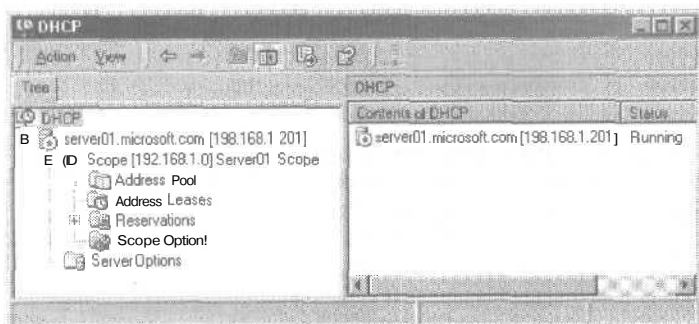 DHCP
Action View
Tree
DHCP
DHCP
Contents of DHCP Status
B server01.microsoft.com [198.168.1 201]
server01.microsoft.com [198.168.1.201] Running
E (ID Scope [192.168.1.0] Server01 Scope
Address Pool
Address Leases
Reservations
Scope Option!
Server Options